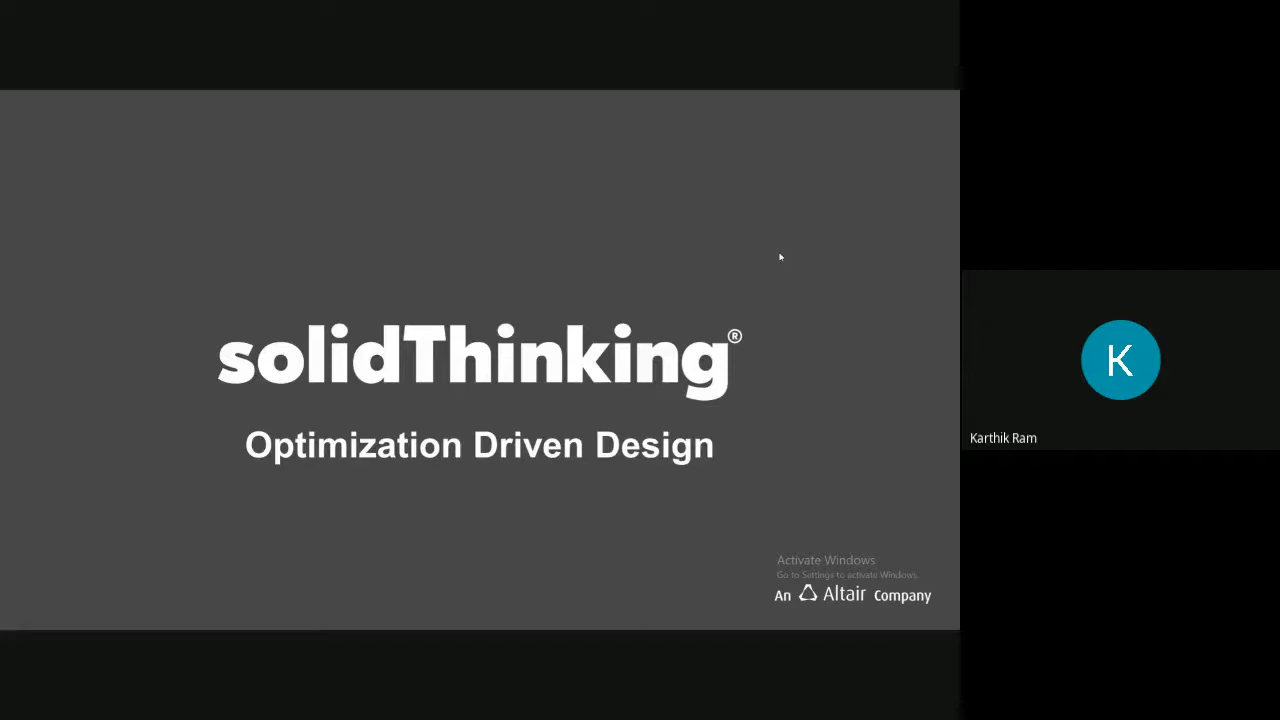 solidThinking®
Optimization Driven Design
Activate Windows
Go to Settings to activate Windows.
An Altair Company
K
Karthik Ram